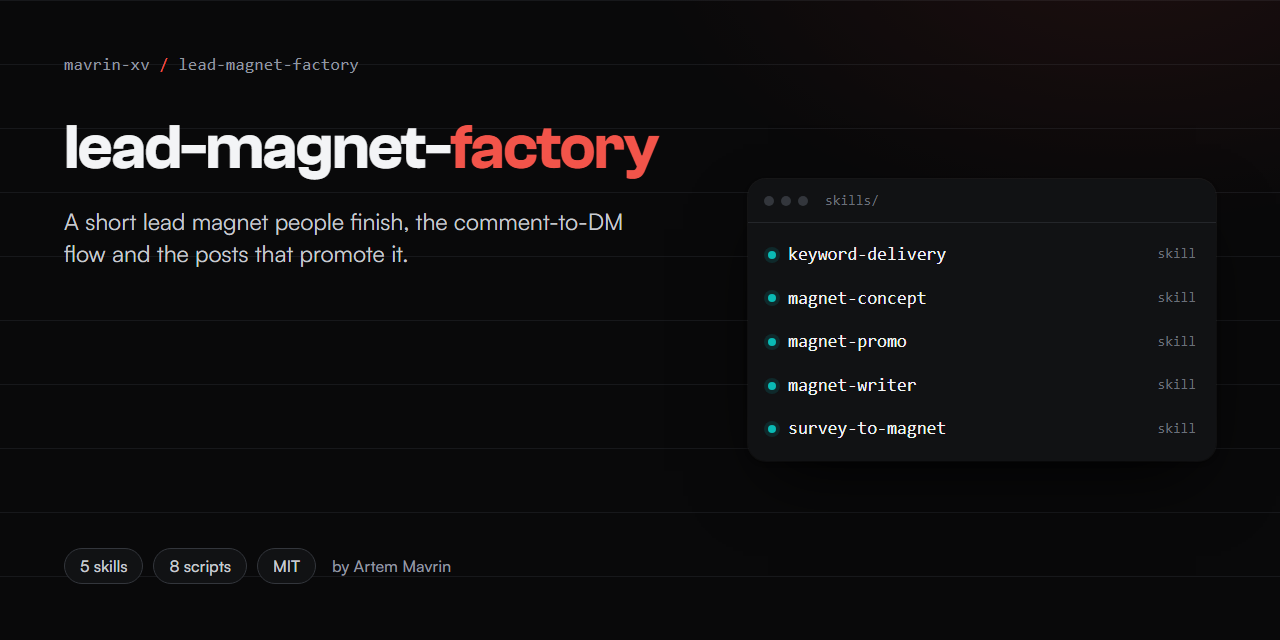 mavrin-xv / lead-magnet-factory
lead-magnet-factory
A short lead magnet people finish, the comment-to-DM
flow and the posts that promote it.
skills/
keyword-delivery skill
magnet-concept skill
magnet-promo skill
magnet-writer skill
survey-to-magnet skill
5 skills 8 scripts MIT by Artem Mavrin